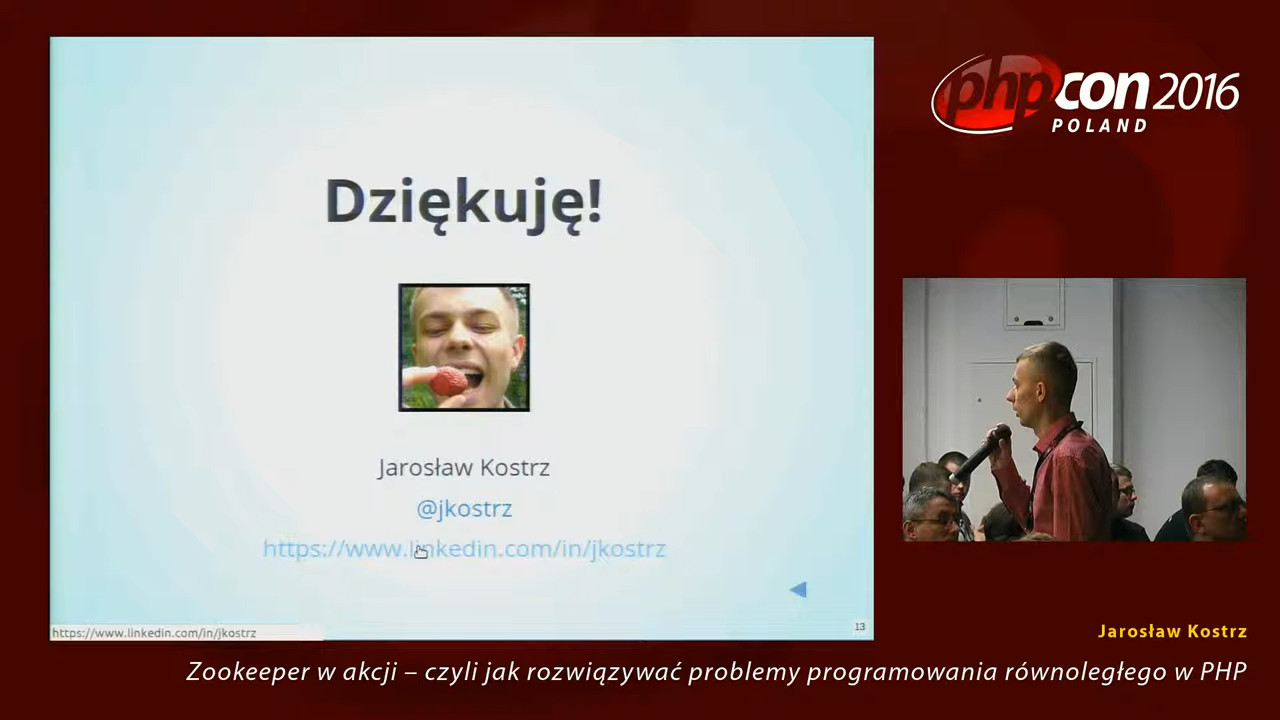 Dziękuję!
Jarosław Kostrz
@jkostrz
https://www.linkedin.com/in/jkostrz
13
https://www.linkedin.com/in/jkostrz
phpcon 2016
POLAND
Jarosław Kostrz
Zookeeper w akcji – czyli jak rozwiązywać problemy programowania równoległego w PHP